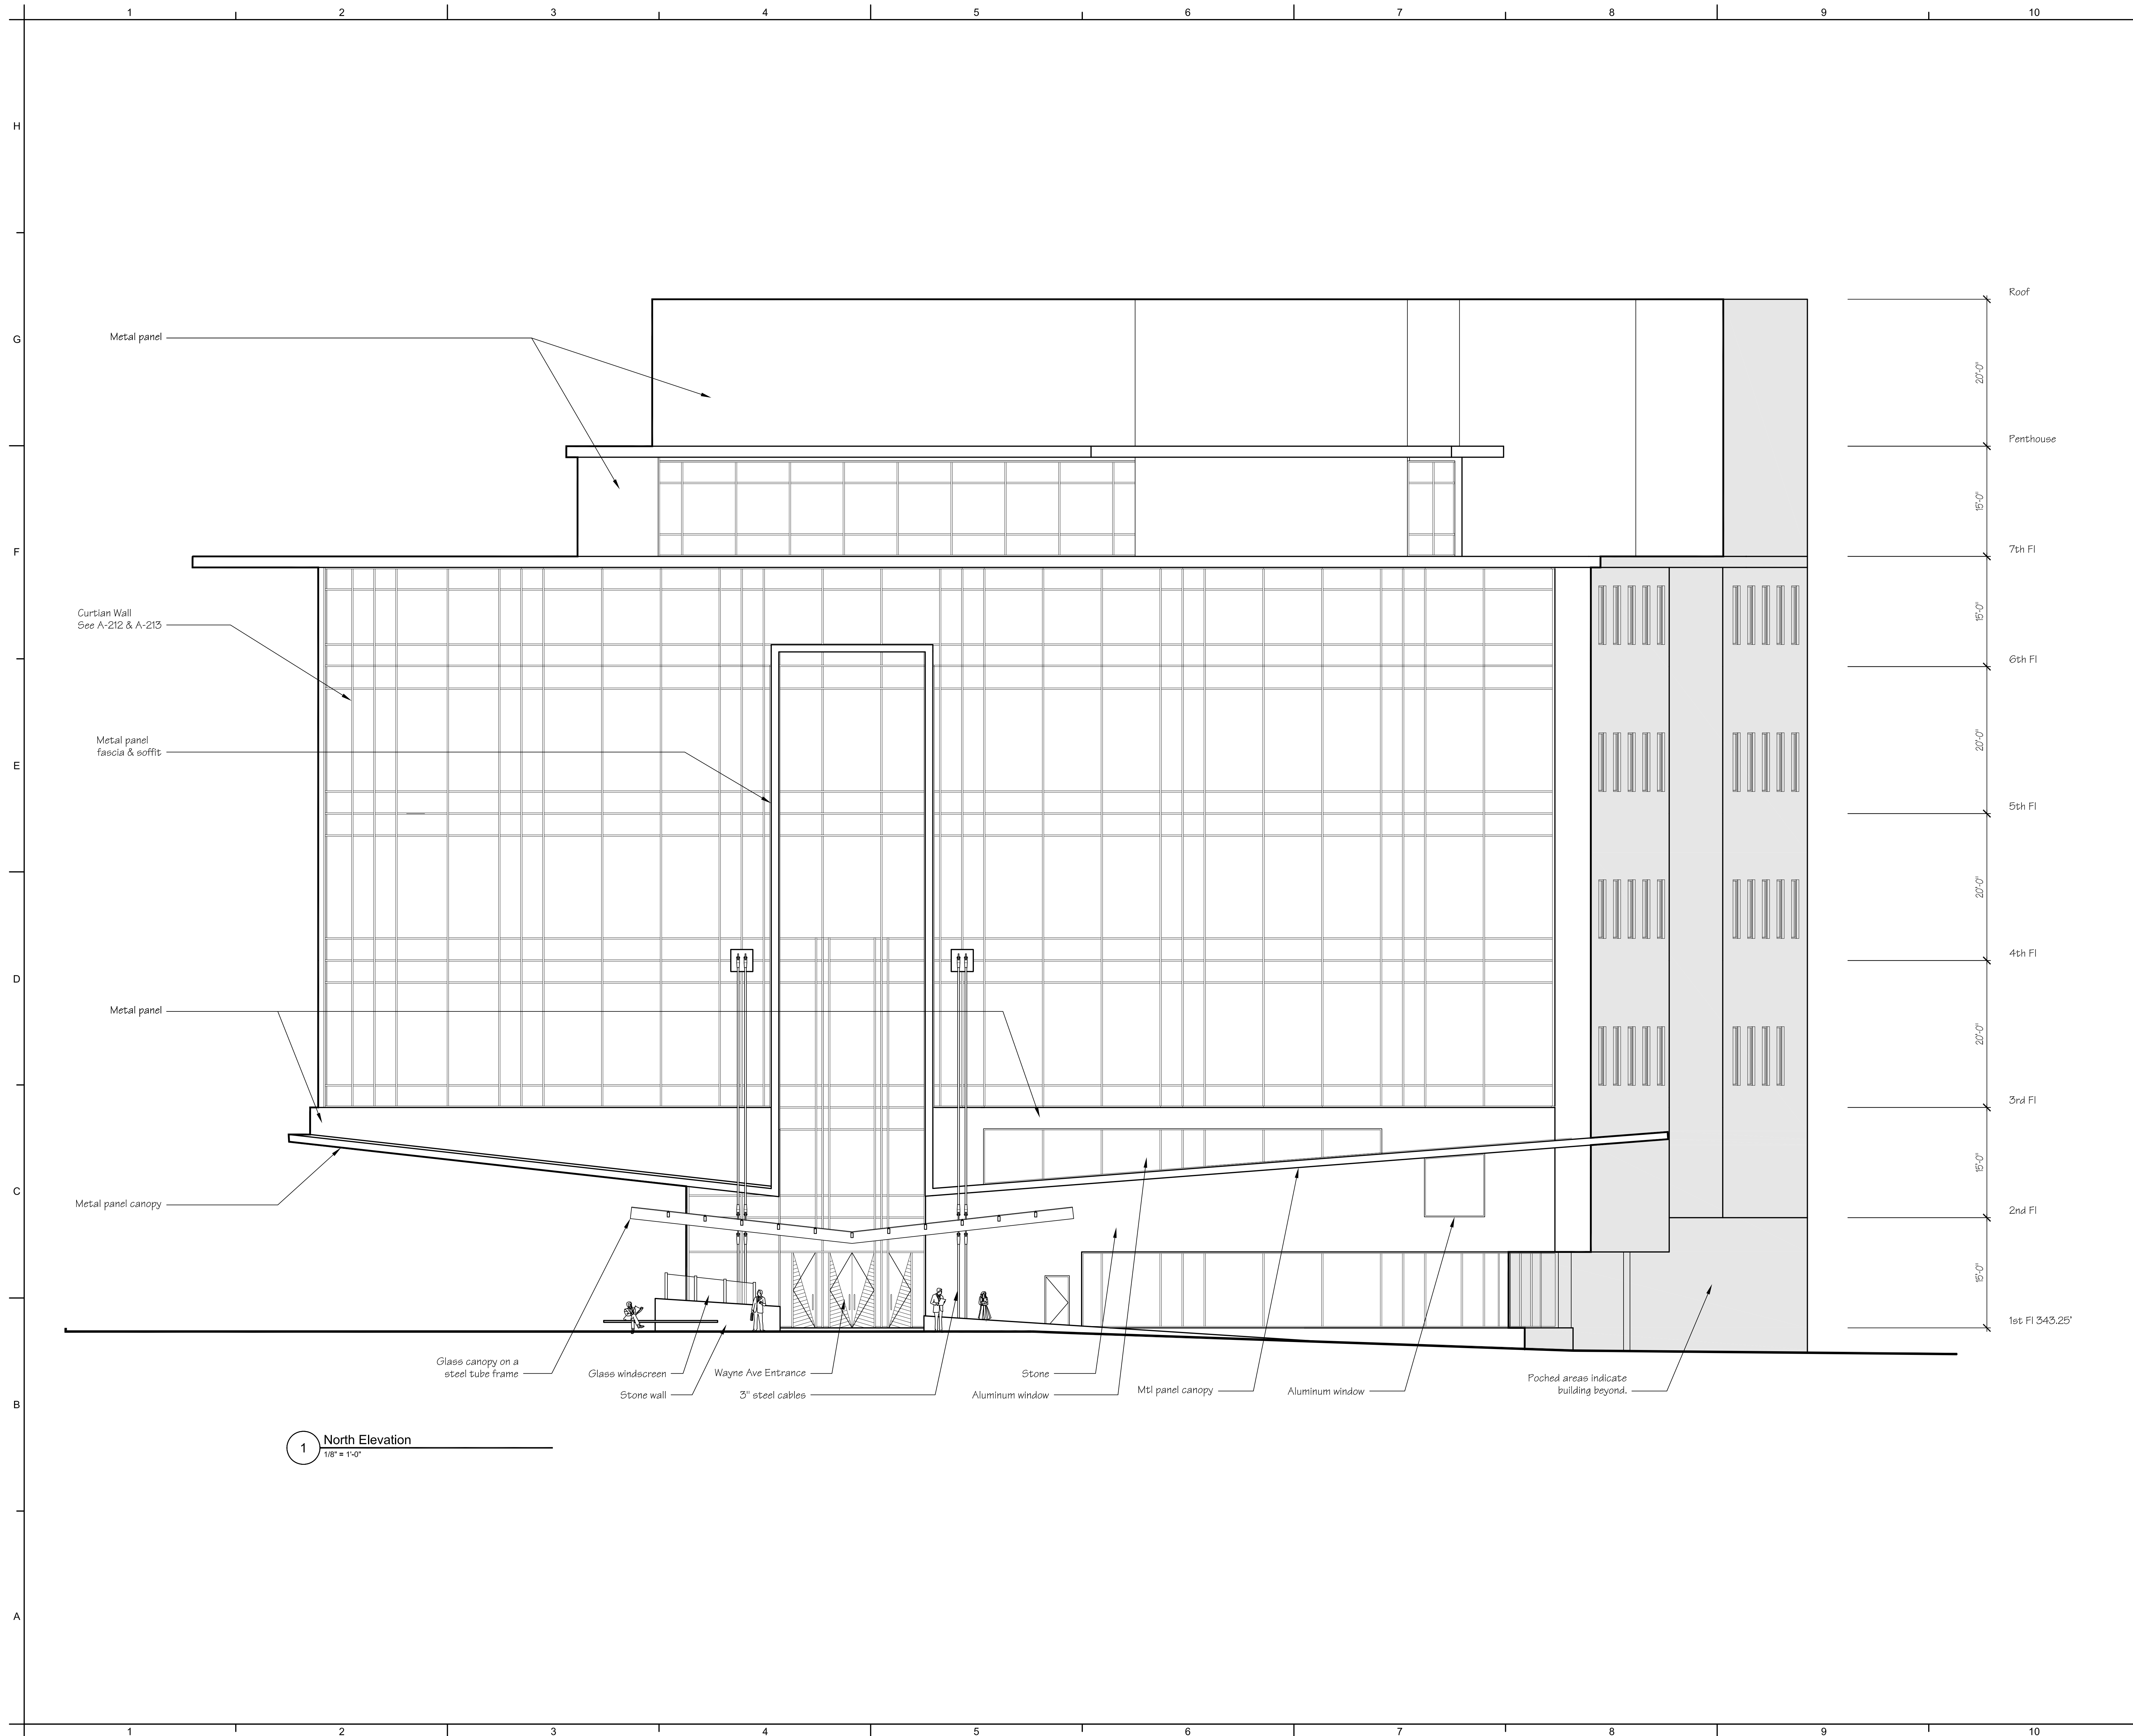 1 2 3 4 5 6 7 8 9 10
H
Roof
G
Metal panel
20'-0"
Penthouse
15'-0"
F
7th Fl
Curtian Wall
See A-212 & A-213
15'-0"
6th Fl
Metal panel
fascia & soffit
20'-0"
E
5th Fl
20'-0"
4th Fl
D
Metal panel
20'-0"
3rd Fl
15'-0"
C
Metal panel canopy
2nd Fl
15'-0"
B
1st Fl 343.25'
Glass canopy on a
steel tube frame
Glass windscreen
Stone wall
Wayne Ave Entrance
3" steel cables
Stone
Aluminum window
Mtl panel canopy
Aluminum window
Poched areas indicate
building beyond.
1
North Elevation
1/8" = 1'-0"
A
1 2 3 4 5 6 7 8 9 10